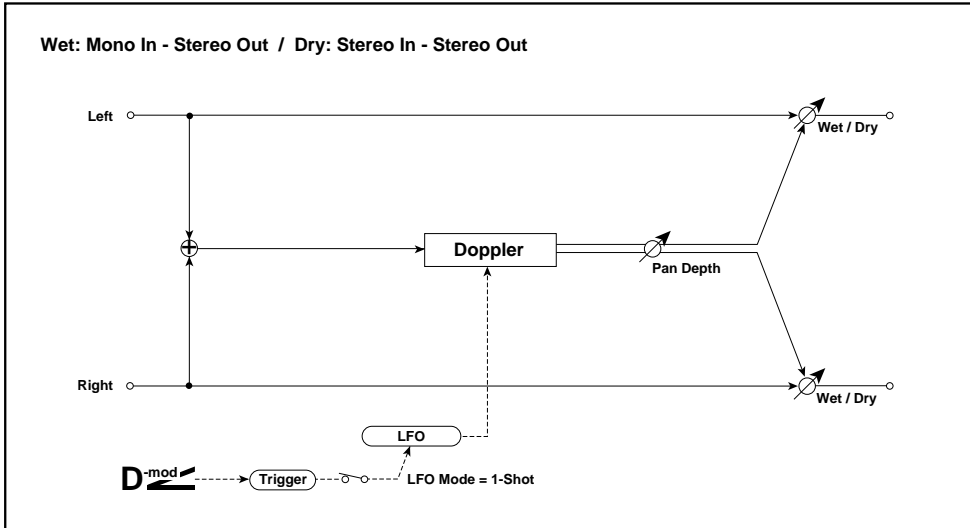 Wet: Mono In - Stereo Out / Dry: Stereo In - Stereo Out
Left
Wet / Dry
+
Doppler
Pan Depth
Right
Wet / Dry
LFO
D-mod
Trigger
LFO Mode = 1-Shot